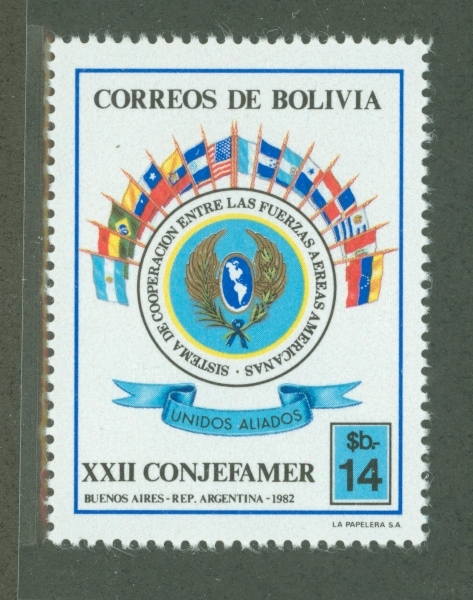 CORREOS DE BOLIVIA
SISTEMA DE COOPERACION ENTRE LAS FUERZAS AEREAS AMERICANAS ·
UNIDOS ALIADOS
$b.-
14
XXII CONJEFAMER
BUENOS AIRES - REP. ARGENTINA - 1982
LA PAPELERA S.A.